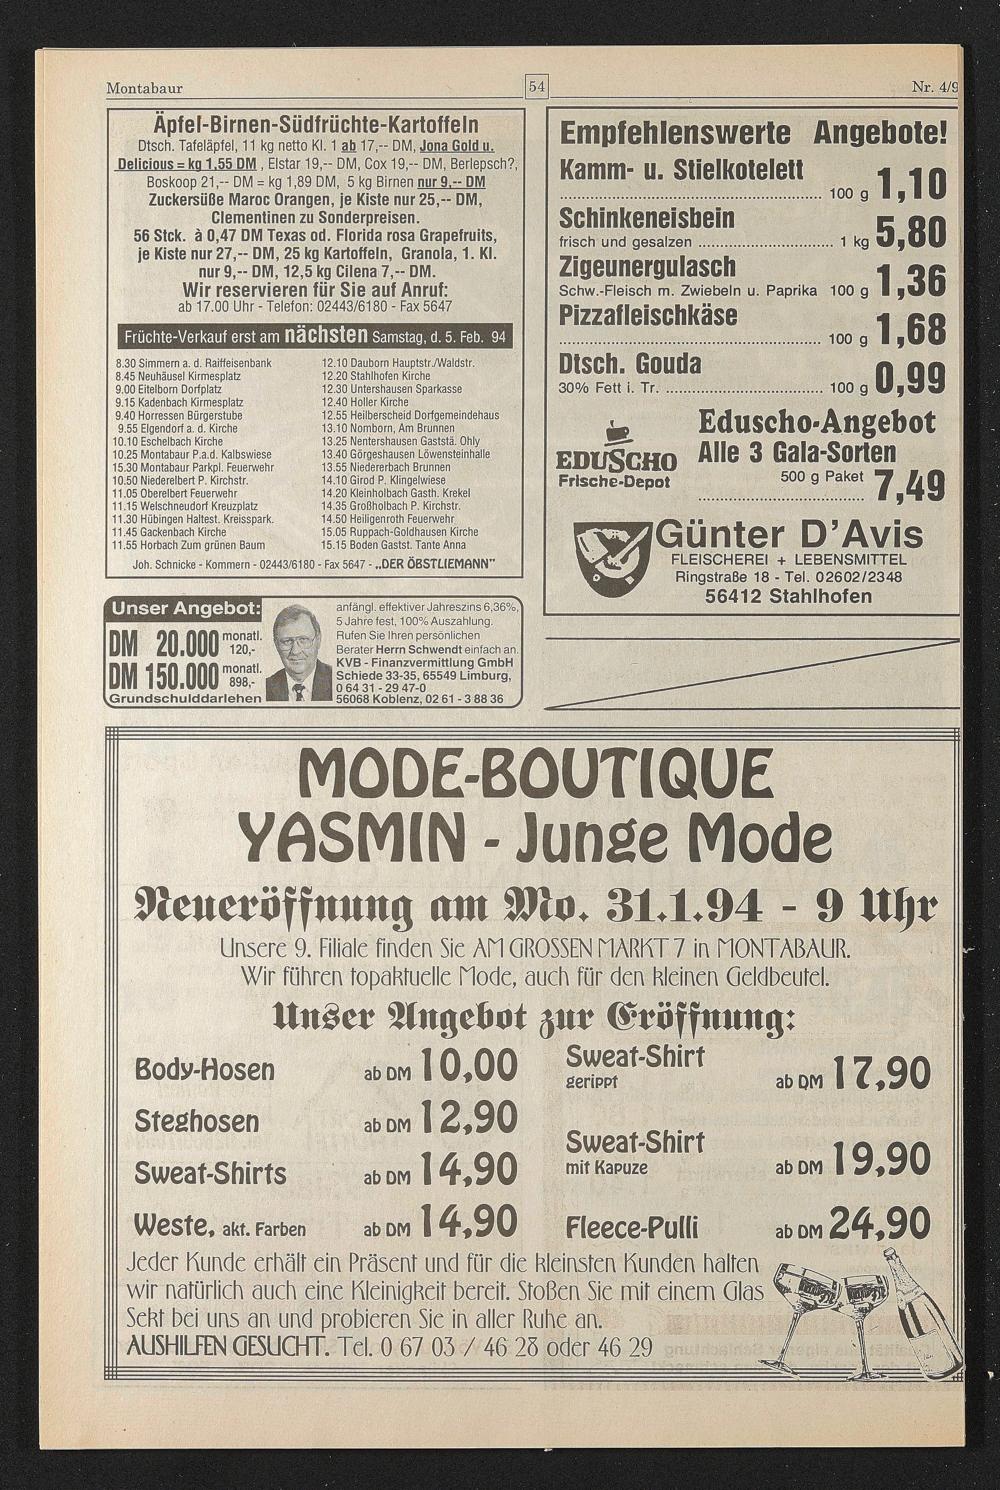 Montabaur
54
Nr. 4/9
Äpfel-Birnen-Südfrüchte-Kartoffeln
Dtsch. Tafeläpfel, 11 kg netto Kl. 1 ab 17,-- DM, Jona Gold u.
Delicious = kg 1,55 DM , Elstar 19,-- DM, Cox 19,-- DM, Berlepsch?,
Boskoop 21,-- DM = kg 1,89 DM, 5 kg Birnen nur 9,-- DM
Zuckersüße Maroc Orangen, je Kiste nur 25,-- DM,
Clementinen zu Sonderpreisen.
56 Stck. à 0,47 DM Texas od. Florida rosa Grapefruits,
je Kiste nur 27,-- DM, 25 kg Kartoffeln, Granola, 1. Kl.
nur 9,-- DM, 12,5 kg Cilena 7,-- DM.
Wir reservieren für Sie auf Anruf:
ab 17.00 Uhr - Telefon: 02443/6180 - Fax 5647
Früchte-Verkauf erst am nächsten Samstag, d. 5. Feb. 94
8.30 Simmern a. d. Raiffeisenbank
8.45 Neuhäusel Kirmesplatz
9.00 Eitelborn Dorfplatz
9.15 Kadenbach Kirmesplatz
9.40 Horressen Bürgerstube
9.55 Elgendorf a. d. Kirche
10.10 Eschelbach Kirche
10.25 Montabaur P.a.d. Kalbswiese
15.30 Montabaur Parkpl. Feuerwehr
10.50 Niederelbert P. Kirchstr.
11.05 Oberelbert Feuerwehr
11.15 Welschneudorf Kreuzplatz
11.30 Hübingen Haltest. Kreisspark.
11.45 Gackenbach Kirche
11.55 Horbach Zum grünen Baum
12.10 Dauborn Hauptstr./Waldstr.
12.20 Stahlhofen Kirche
12.30 Untershausen Sparkasse
12.40 Holler Kirche
12.55 Heilberscheid Dorfgemeindehaus
13.10 Nomborn, Am Brunnen
13.25 Nentershausen Gaststä. Ohly
13.40 Görgeshausen Löwensteinhalle
13.55 Niedererbach Brunnen
14.10 Girod P. Klingelwiese
14.20 Kleinholbach Gasth. Krekel
14.35 Großholbach P. Kirchstr.
14.50 Heiligenroth Feuerwehr
15.05 Ruppach-Goldhausen Kirche
15.15 Boden Gastst. Tante Anna
Joh. Schnicke - Kommern - 02443/6180 - Fax 5647 - „DER ÖBSTLIEMANN"
Unser Angebot:
DM 20.000 monatl. 120,-
DM 150.000 monatl. 898,-
Grundschulddarlehen
anfängl. effektiver Jahreszins 6,36%,
5 Jahre fest, 100% Auszahlung.
Rufen Sie Ihren persönlichen
Berater Herrn Schwendt einfach an.
KVB - Finanzvermittlung GmbH
Schiede 33-35, 65549 Limburg,
0 64 31 - 29 47-0
56068 Koblenz, 02 61 - 3 88 36
Empfehlenswerte Angebote!
Kamm- u. Stielkotelett
100 g 1,10
Schinkeneisbein
frisch und gesalzen 1 kg 5,80
Zigeunergulasch
Schw.-Fleisch m. Zwiebeln u. Paprika 100 g 1,36
Pizzafleischkäse
100 g 1,68
Dtsch. Gouda
30% Fett i. Tr. 100 g 0,99
EDUSCHO
Frische-Depot
Eduscho-Angebot
Alle 3 Gala-Sorten
500 g Paket 7,49
Günter D'Avis
FLEISCHEREI + LEBENSMITTEL
Ringstraße 18 - Tel. 02602/2348
56412 Stahlhofen
MODE-BOUTIQUE
YASMIN - Junge Mode
Neueröffnung am Mo. 31.1.94 - 9 Uhr
Unsere 9. Filiale finden Sie AM GROSSEN MARKT 7 in MONTABAUR.
Wir führen topaktuelle Mode, auch für den kleinen Geldbeutel.
Unser Angebot zur Eröffnung:
Body-Hosen ab DM 10,00
Steghosen ab DM 12,90
Sweat-Shirts ab DM 14,90
Weste, akt. Farben ab DM 14,90
Sweat-Shirt
gerippt ab DM 17,90
Sweat-Shirt
mit Kapuze ab DM 19,90
Fleece-Pulli ab DM 24,90
Jeder Kunde erhält ein Präsent und für die kleinsten Kunden halten
wir natürlich auch eine Kleinigkeit bereit. Stoßen Sie mit einem Glas
Sekt bei uns an und probieren Sie in aller Ruhe an.
AUSHILFEN GESUCHT. Tel. 0 67 03 / 46 28 oder 46 29